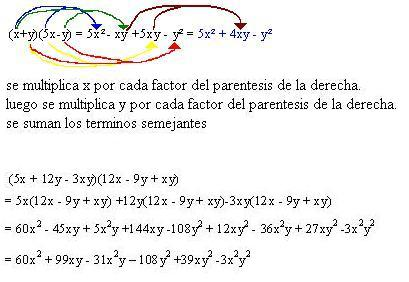 (x+y)(5x-y) = 5x² - xy +5xy - y² = 5x² + 4xy - y²
se multiplica x por cada factor del parentesis de la derecha.
luego se multiplica y por cada factor del parentesis de la derecha.
se suman los terminos semejantes
(5x + 12y - 3xy)(12x - 9y + xy)
= 5x(12x - 9y + xy) +12y(12x - 9y + xy)-3xy(12x - 9y + xy)
= 60x² - 45xy + 5x²y +144xy -108y² + 12xy² - 36x²y + 27xy² -3x²y²
= 60x² + 99xy - 31x²y – 108y² +39xy² -3x²y²